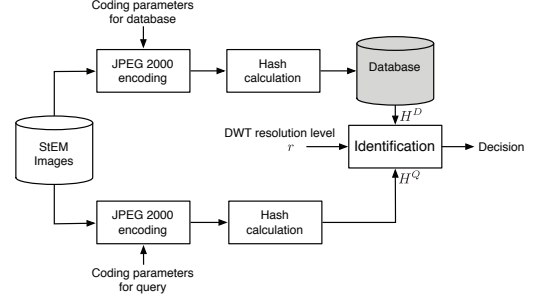 Coding parameters
for database
JPEG 2000
encoding
Hash
calculation
Database
H^D
StEM
Images
DWT resolution level
r
Identification
Decision
H^Q
JPEG 2000
encoding
Hash
calculation
Coding parameters
for query